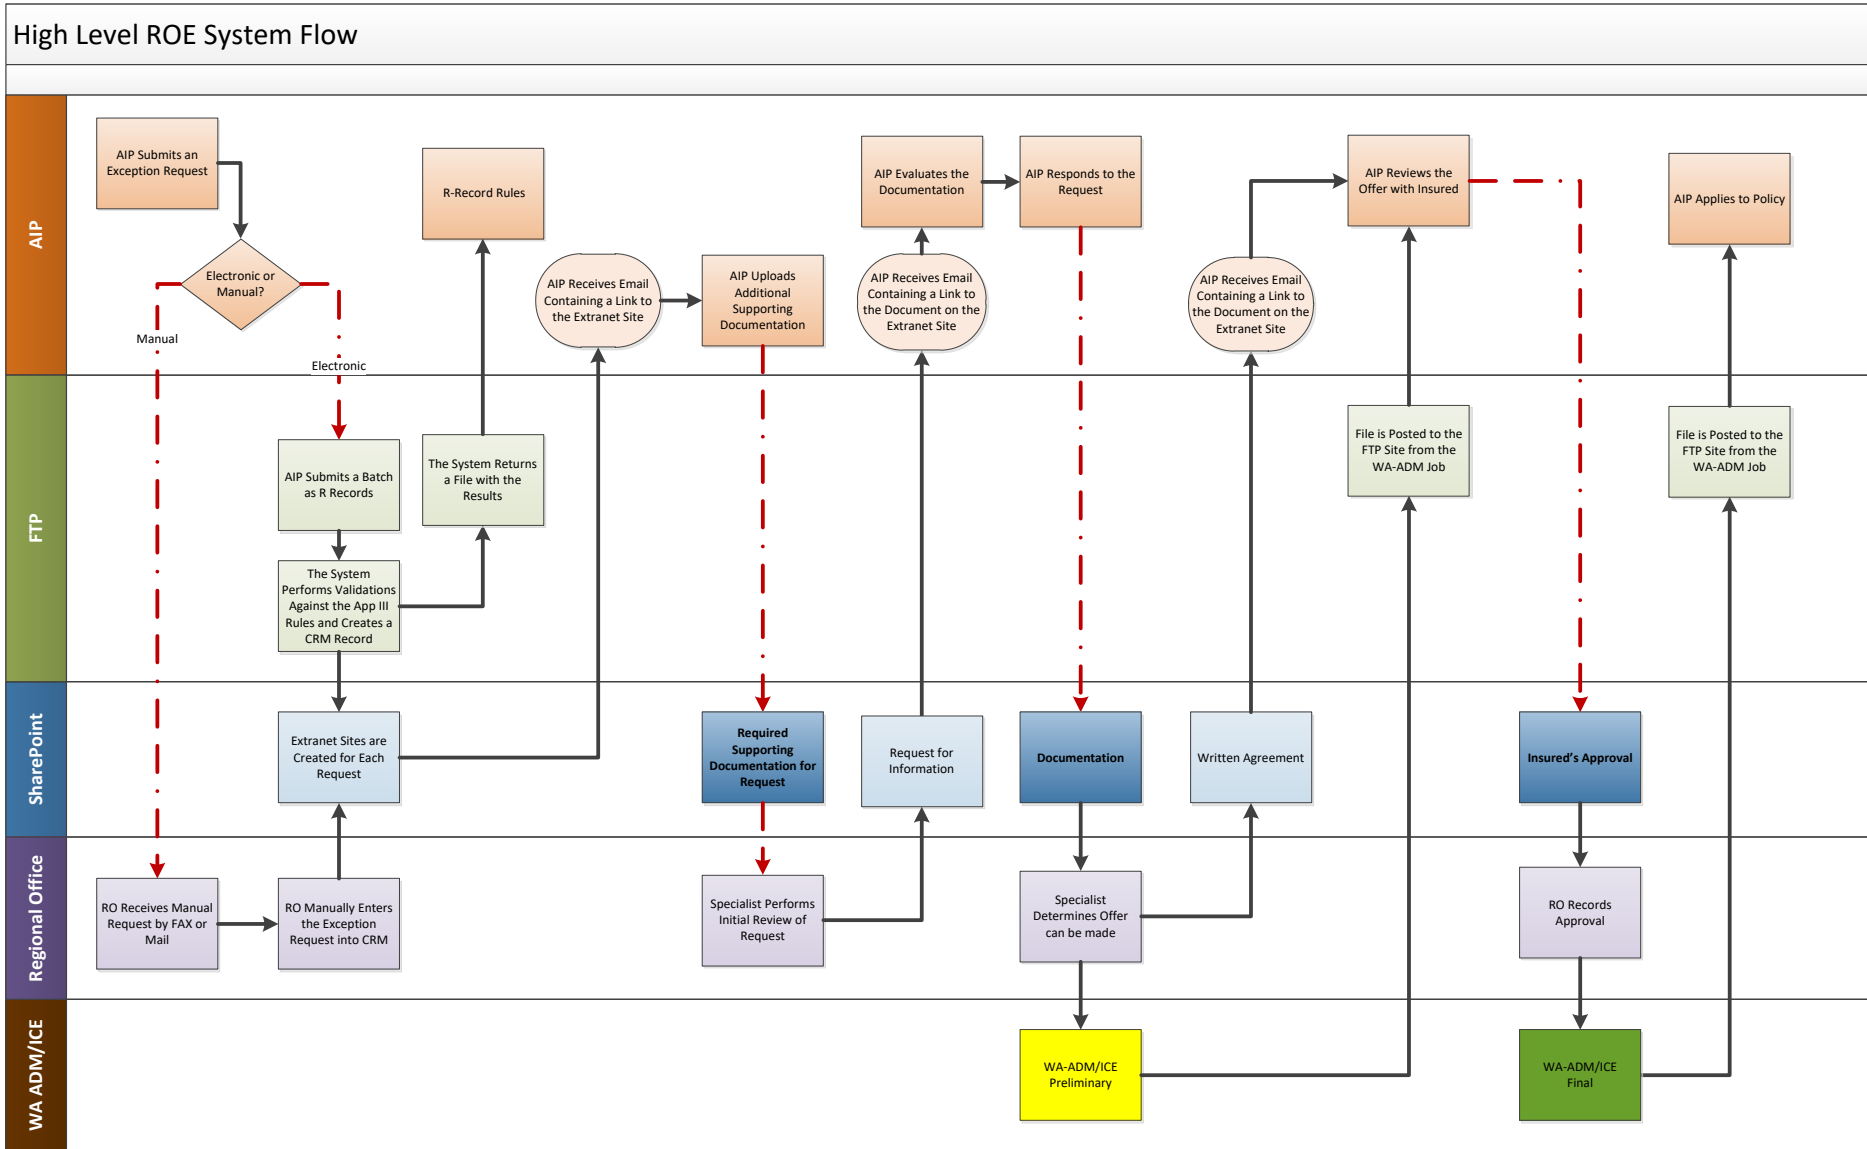 High Level ROE System Flow
AIP
AIP Submits an
Exception Request
Electronic or
Manual?
Manual
Electronic
R-Record Rules
AIP Receives Email
Containing a Link to
the Extranet Site
AIP Uploads
Additional
Supporting
Documentation
AIP Evaluates the
Documentation
AIP Receives Email
Containing a Link to
the Document on the
Extranet Site
AIP Responds to the
Request
AIP Receives Email
Containing a Link to
the Document on the
Extranet Site
AIP Reviews the
Offer with Insured
AIP Applies to Policy
FTP
AIP Submits a Batch
as R Records
The System
Performs Validations
Against the App III
Rules and Creates a
CRM Record
The System Returns
a File with the
Results
File is Posted to the
FTP Site from the
WA-ADM Job
File is Posted to the
FTP Site from the
WA-ADM Job
SharePoint
Extranet Sites are
Created for Each
Request
Required
Supporting
Documentation for
Request
Request for
Information
Documentation
Written Agreement
Insured's Approval
Regional Office
RO Receives Manual
Request by FAX or
Mail
RO Manually Enters
the Exception
Request into CRM
Specialist Performs
Initial Review of
Request
Specialist
Determines Offer
can be made
RO Records
Approval
WA ADM/ICE
WA-ADM/ICE
Preliminary
WA-ADM/ICE
Final